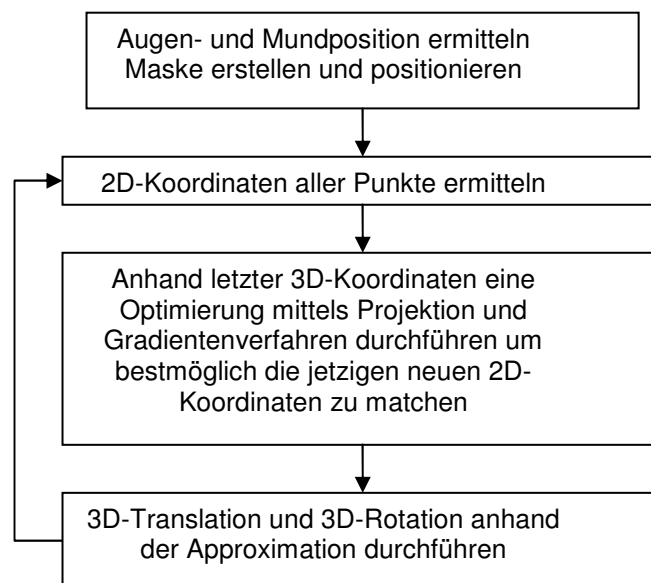 Augen- und Mundposition ermitteln
Maske erstellen und positionieren
2D-Koordinaten aller Punkte ermitteln
Anhand letzter 3D-Koordinaten eine
Optimierung mittels Projektion und
Gradientenverfahren durchführen um
bestmöglich die jetzigen neuen 2D-
Koordinaten zu matchen
3D-Translation und 3D-Rotation anhand
der Approximation durchführen